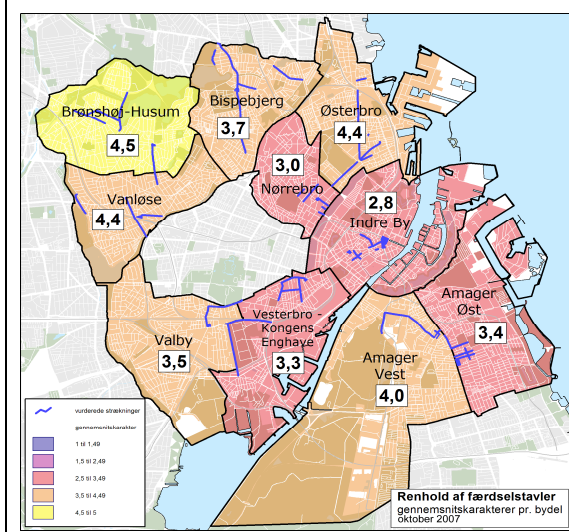 Brønshøj-Husum
4,5
Bispebjerg
3,7
Østerbro
4,4
3,0
Nørrebro
Vanløse
4,4
2,8
Indre By
Valby
3,5
Vesterbro -
Kongens
Enghave
3,3
Amager
Øst
3,4
Amager
Vest
4,0
vurderede strækninger
gennemsnitskarakter
1 til 1,49
1,5 til 2,49
2,5 til 3,49
3,5 til 4,49
4,5 til 5
Renhold af færdselstavler
gennemsnitskarakterer pr. bydel
oktober 2007